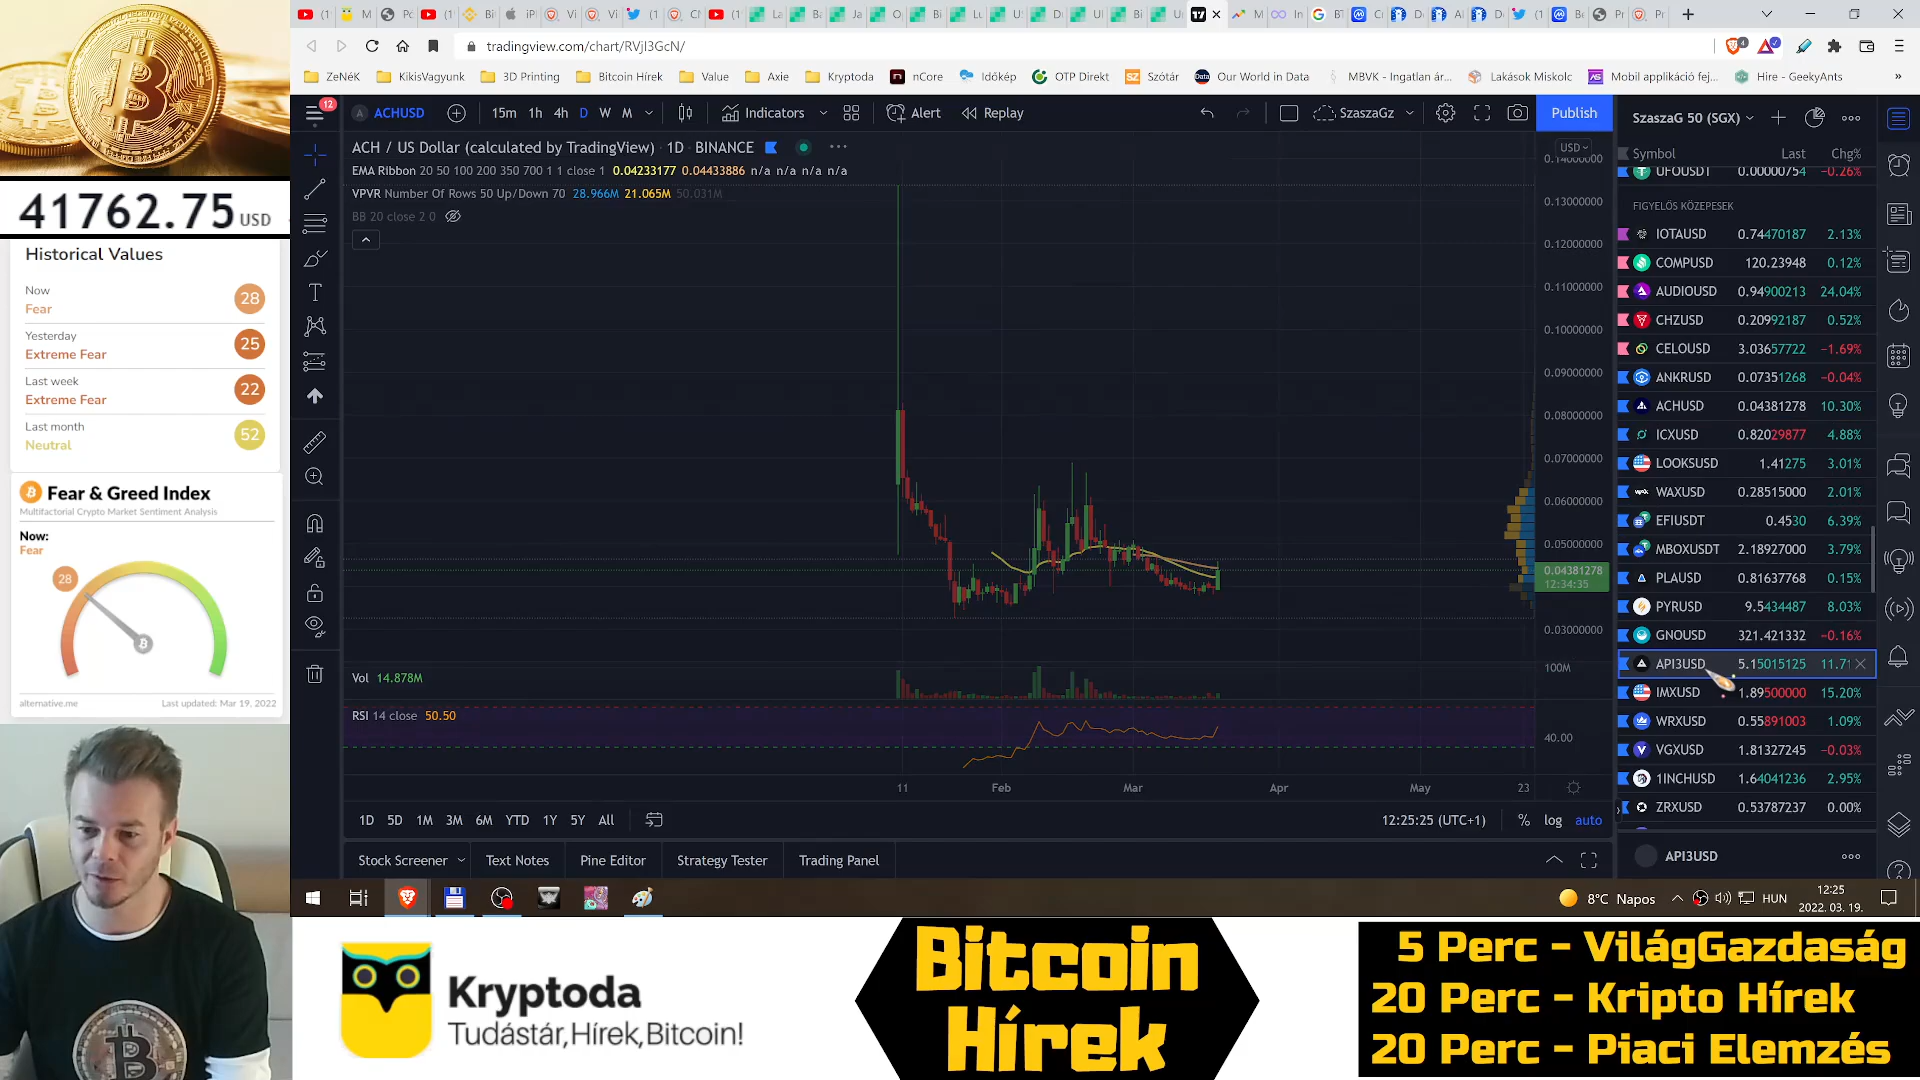 tradingview.com/chart/RVjI3GcN/
ZeNéK
KikisVagyunk
3D Printing
Bitcoin Hírek
Value
Axie
Kryptoda
nCore
Időkép
OTP Direkt
Szótár
Our World in Data
MBVK - Ingatlan ár...
Lakások Miskolc
Mobil applikáció fej...
Hire - GeekyAnts
41762.75 USD
Historical Values
Now
Fear
28
Yesterday
Extreme Fear
25
Last week
Extreme Fear
22
Last month
Neutral
52
Fear & Greed Index
Multifactorial Crypto Market Sentiment Analysis
Now:
Fear
28
alternative.me
Last updated: Mar 19, 2022
12
ACHUSD
15m 1h 4h D W M
Indicators
Alert
Replay
SzaszaGz
Publish
ACH / US Dollar (calculated by TradingView) · 1D · BINANCE
EMA Ribbon 20 50 100 200 350 700 1 1 close 1 0.04233177 0.04433886 n/a n/a n/a n/a
VPVR Number Of Rows 50 Up/Down 70 28.966M 21.065M 50.031M
BB 20 close 2 0
USD
0.14000000
0.13000000
0.12000000
0.11000000
0.10000000
0.09000000
0.08000000
0.07000000
0.06000000
0.05000000
0.04381278
12:34:35
0.03000000
100M
Vol 14.878M
RSI 14 close 50.50
40.00
11 Feb Mar Apr May 23
1D 5D 1M 3M 6M YTD 1Y 5Y All
12:25:25 (UTC+1)
% log auto
Stock Screener
Text Notes
Pine Editor
Strategy Tester
Trading Panel
SzaszaG 50 (SGX)
Symbol Last Chg%
UFOUSDT 0.00000754 −0.26%
FIGYELŐS KÖZEPESEK
IOTAUSD 0.74470187 2.13%
COMPUSD 120.23948 0.12%
AUDIOUSD 0.94900213 24.04%
CHZUSD 0.20992187 0.52%
CELOUSD 3.03657722 −1.69%
ANKRUSD 0.07351268 −0.04%
ACHUSD 0.04381278 10.30%
ICXUSD 0.82029877 4.88%
LOOKSUSD 1.41275 3.01%
WAXUSD 0.28515000 2.01%
EFIUSDT 0.4530 6.39%
MBOXUSDT 2.18927000 3.79%
PLAUSD 0.81637768 0.15%
PYRUSD 9.5434487 8.03%
GNOUSD 321.421332 −0.16%
API3USD 5.15015125 11.71
IMXUSD 1.89500000 15.20%
WRXUSD 0.55891003 1.09%
VGXUSD 1.81327245 −0.03%
1INCHUSD 1.64041236 2.95%
ZRXUSD 0.53787237 0.00%
API3USD
8°C Napos
HUN
12:25
2022. 03. 19.
Kryptoda
Tudástár,Hírek,Bitcoin!
Bitcoin
Hírek
5 Perc - VilágGazdaság
20 Perc - Kripto Hírek
20 Perc - Piaci Elemzés